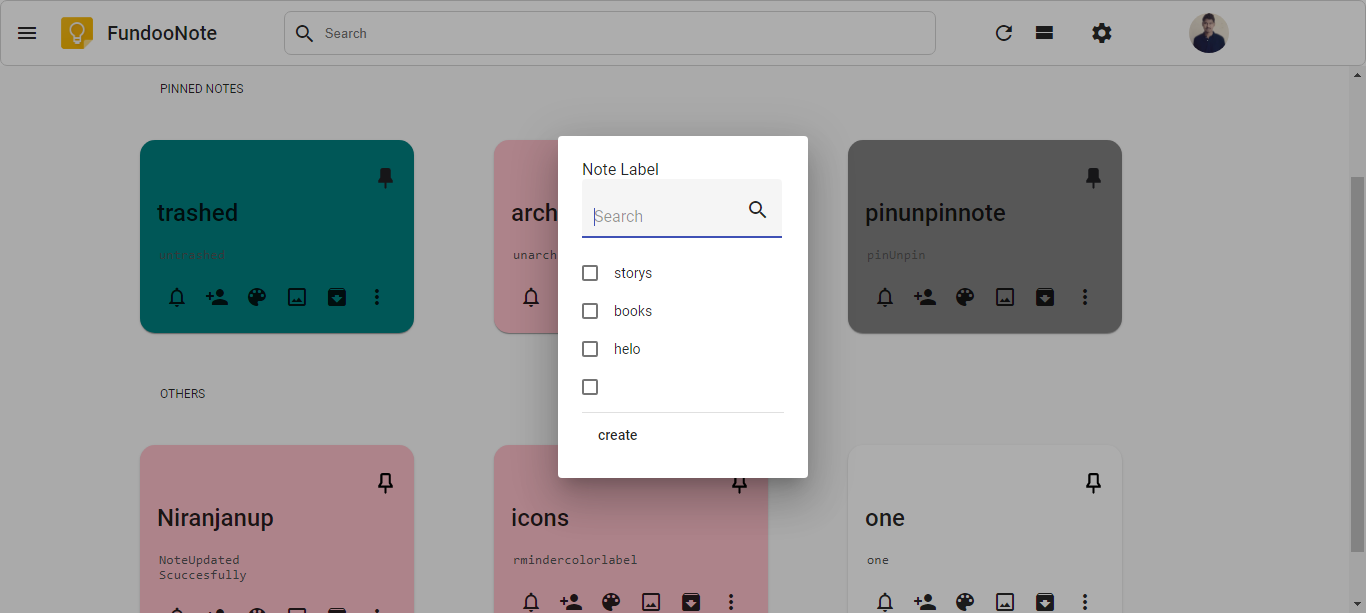 FundooNote
Search
PINNED NOTES
trashed
untrashed
arch
unarch
pinunpinnote
pinUnpin
Note Label
Search
storys
books
helo
create
OTHERS
Niranjanup
NoteUpdated
Scuccesfully
icons
rmindercolorlabel
one
one